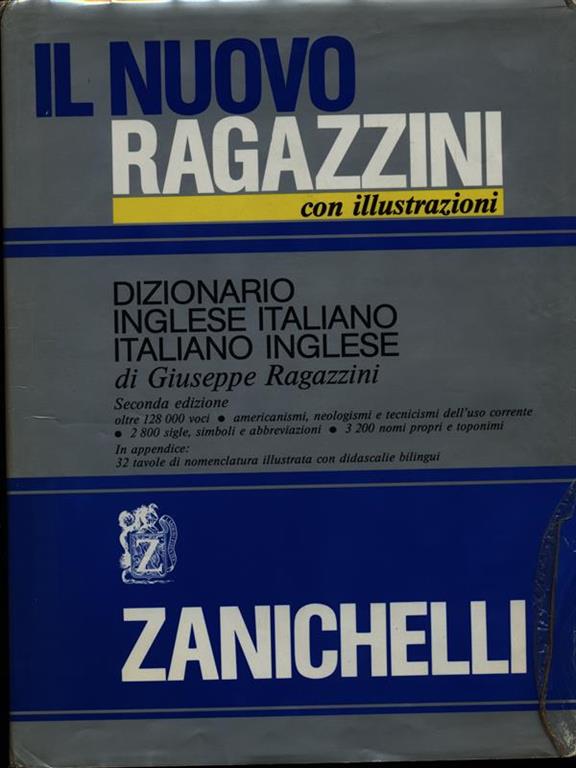 IL NUOVO
RAGAZZINI
con illustrazioni
DIZIONARIO
INGLESE ITALIANO
ITALIANO INGLESE
di Giuseppe Ragazzini
Seconda edizione
oltre 128 000 voci • americanismi, neologismi e tecnicismi dell'uso corrente
• 2 800 sigle, simboli e abbreviazioni • 3 200 nomi propri e toponimi
In appendice:
32 tavole di nomenclatura illustrata con didascalie bilingui
Z
ZANICHELLI